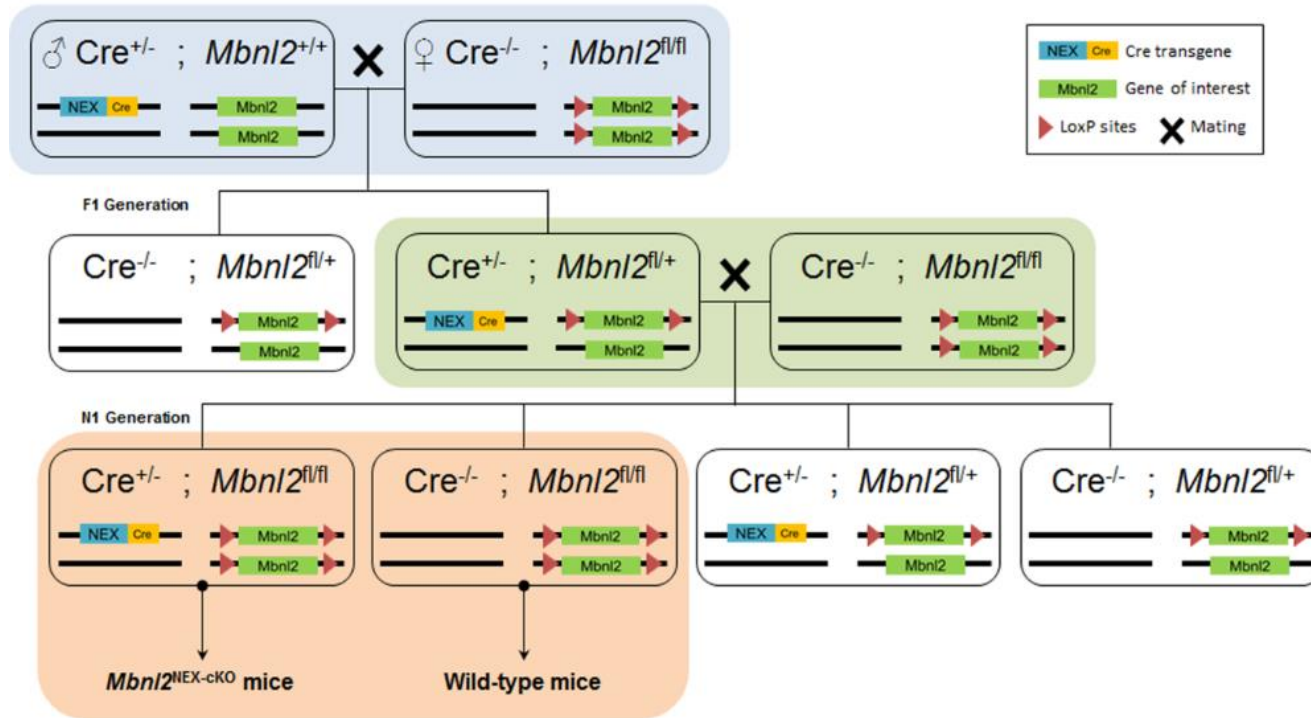 ♂ Cre+/- ; Mbnl2+/+ X ♀ Cre-/- ; Mbnl2fl/fl
NEX Cre Mbnl2 Mbnl2
Mbnl2 Mbnl2
NEX Cre Cre transgene
Mbnl2 Gene of interest
LoxP sites X Mating
F1 Generation
Cre-/- ; Mbnl2fl/+ Cre+/- ; Mbnl2fl/+ X Cre-/- ; Mbnl2fl/fl
Mbnl2 NEX Cre Mbnl2 Mbnl2
Mbnl2 Mbnl2 Mbnl2
N1 Generation
Cre+/- ; Mbnl2fl/fl Cre-/- ; Mbnl2fl/fl Cre+/- ; Mbnl2fl/+ Cre-/- ; Mbnl2fl/+
NEX Cre Mbnl2 Mbnl2 NEX Cre Mbnl2 Mbnl2
Mbnl2 Mbnl2 Mbnl2 Mbnl2
Mbnl2NEX-cKO mice Wild-type mice